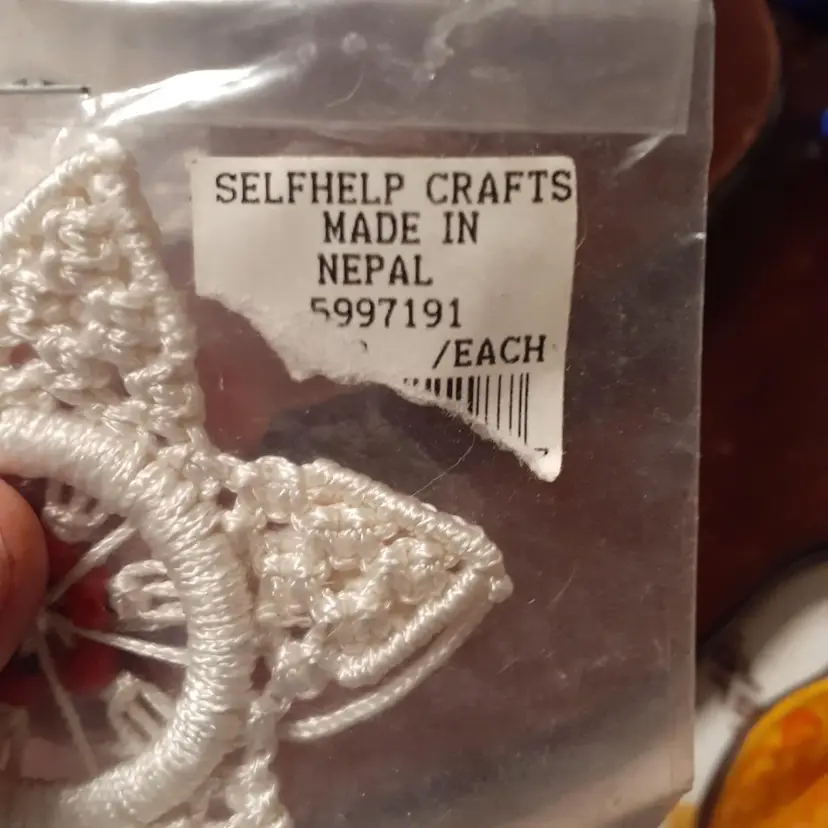 SELFHELP CRAFTS
MADE IN
NEPAL
5997191
/EACH